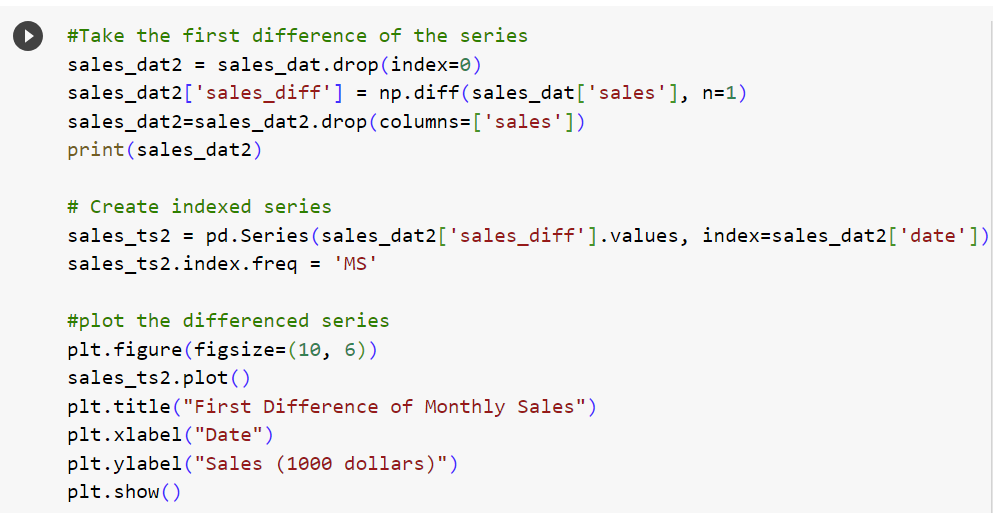 #Take the first difference of the series
sales_dat2 = sales_dat.drop(index=0)
sales_dat2['sales_diff'] = np.diff(sales_dat['sales'], n=1)
sales_dat2=sales_dat2.drop(columns=['sales'])
print(sales_dat2)
# Create indexed series
sales_ts2 = pd.Series(sales_dat2['sales_diff'].values, index=sales_dat2['date'])
sales_ts2.index.freq = 'MS'
#plot the differenced series
plt.figure(figsize=(10, 6))
sales_ts2.plot()
plt.title("First Difference of Monthly Sales")
plt.xlabel("Date")
plt.ylabel("Sales (1000 dollars)")
plt.show()